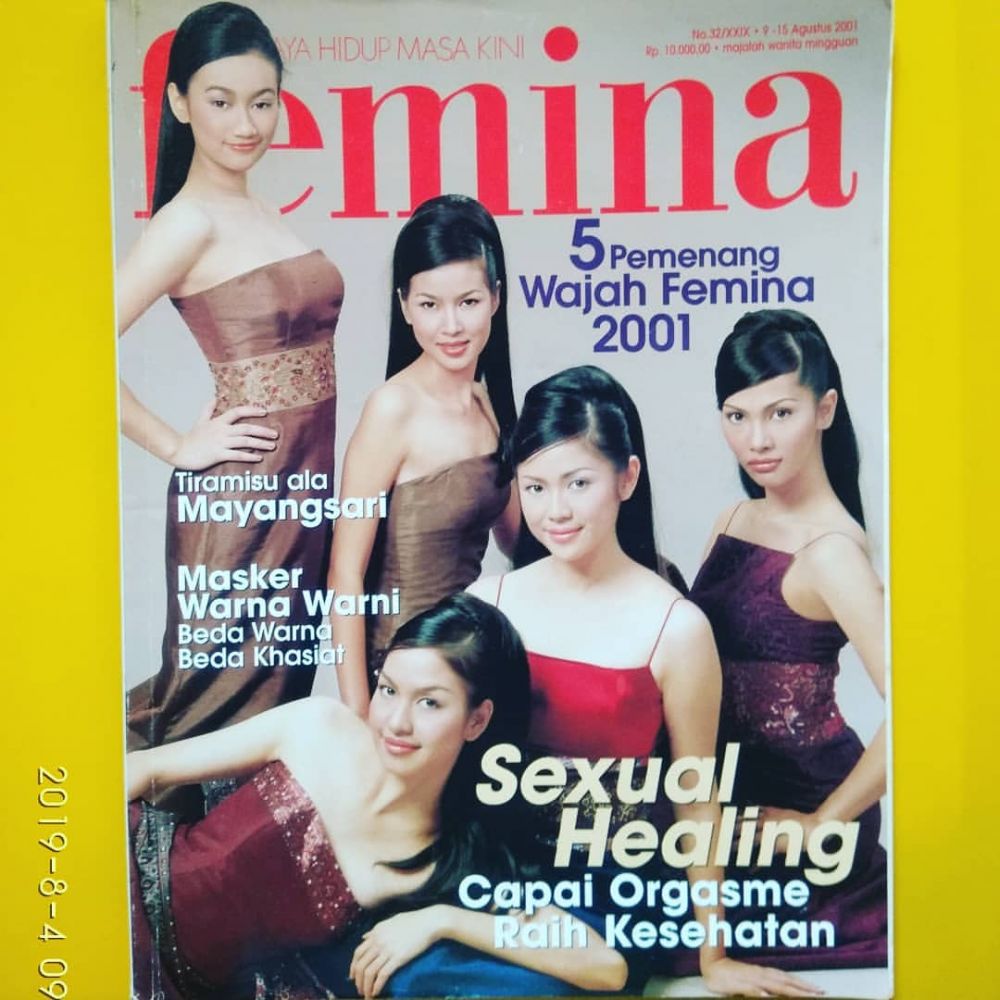 GAYA HIDUP MASA KINI
No.32/XXIX • 9 -15 Agustus 2001
Rp. 10.000,00 • majalah wanita mingguan
femina
5 Pemenang
Wajah Femina
2001
Tiramisu ala
Mayangsari
Masker
Warna Warni
Beda Warna
Beda Khasiat
Sexual
Healing
Capai Orgasme
Raih Kesehatan
2019-8-4 09